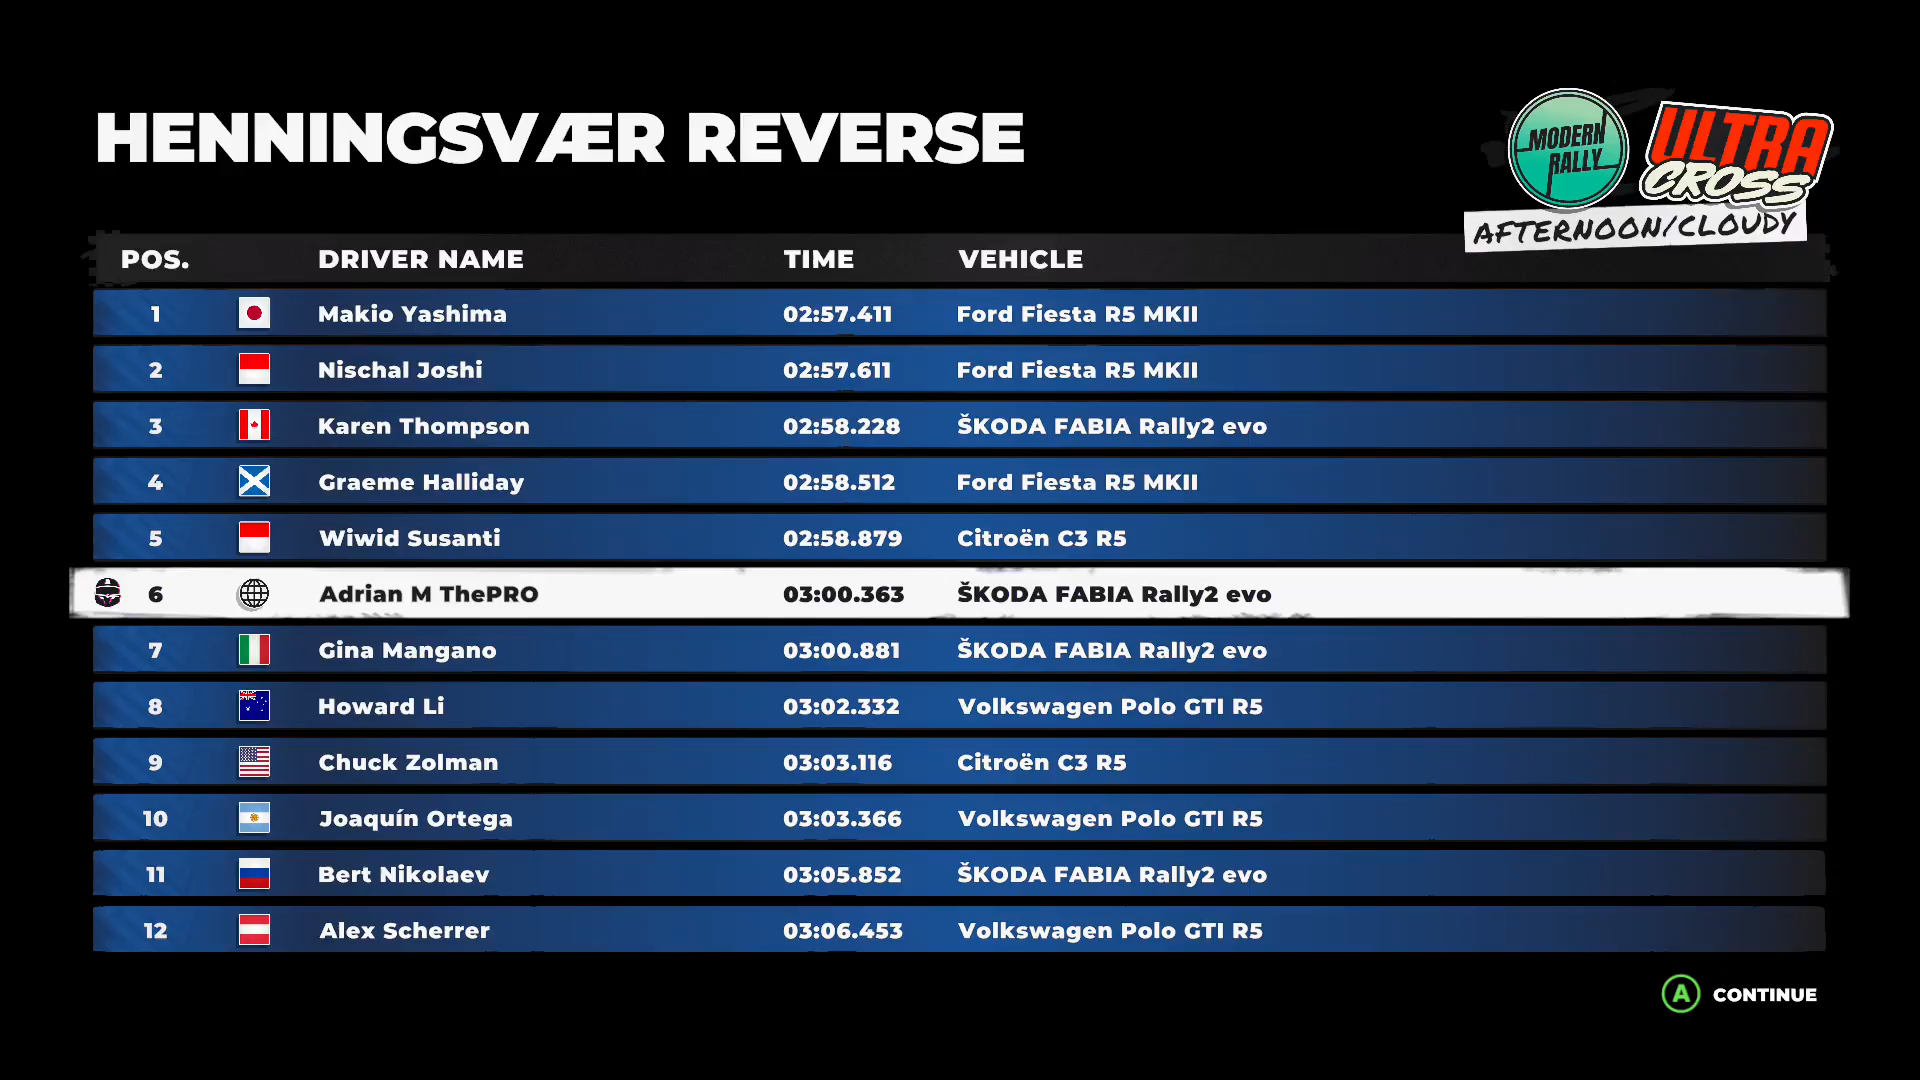 HENNINGSVÆR REVERSE
MODERN
RALLY
ULTRA
CROSS
AFTERNOON/CLOUDY
POS. DRIVER NAME TIME VEHICLE
1 Makio Yashima 02:57.411 Ford Fiesta R5 MKII
2 Nischal Joshi 02:57.611 Ford Fiesta R5 MKII
3 Karen Thompson 02:58.228 ŠKODA FABIA Rally2 evo
4 Graeme Halliday 02:58.512 Ford Fiesta R5 MKII
5 Wiwid Susanti 02:58.879 Citroën C3 R5
6 Adrian M ThePRO 03:00.363 ŠKODA FABIA Rally2 evo
7 Gina Mangano 03:00.881 ŠKODA FABIA Rally2 evo
8 Howard Li 03:02.332 Volkswagen Polo GTI R5
9 Chuck Zolman 03:03.116 Citroën C3 R5
10 Joaquín Ortega 03:03.366 Volkswagen Polo GTI R5
11 Bert Nikolaev 03:05.852 ŠKODA FABIA Rally2 evo
12 Alex Scherrer 03:06.453 Volkswagen Polo GTI R5
A CONTINUE